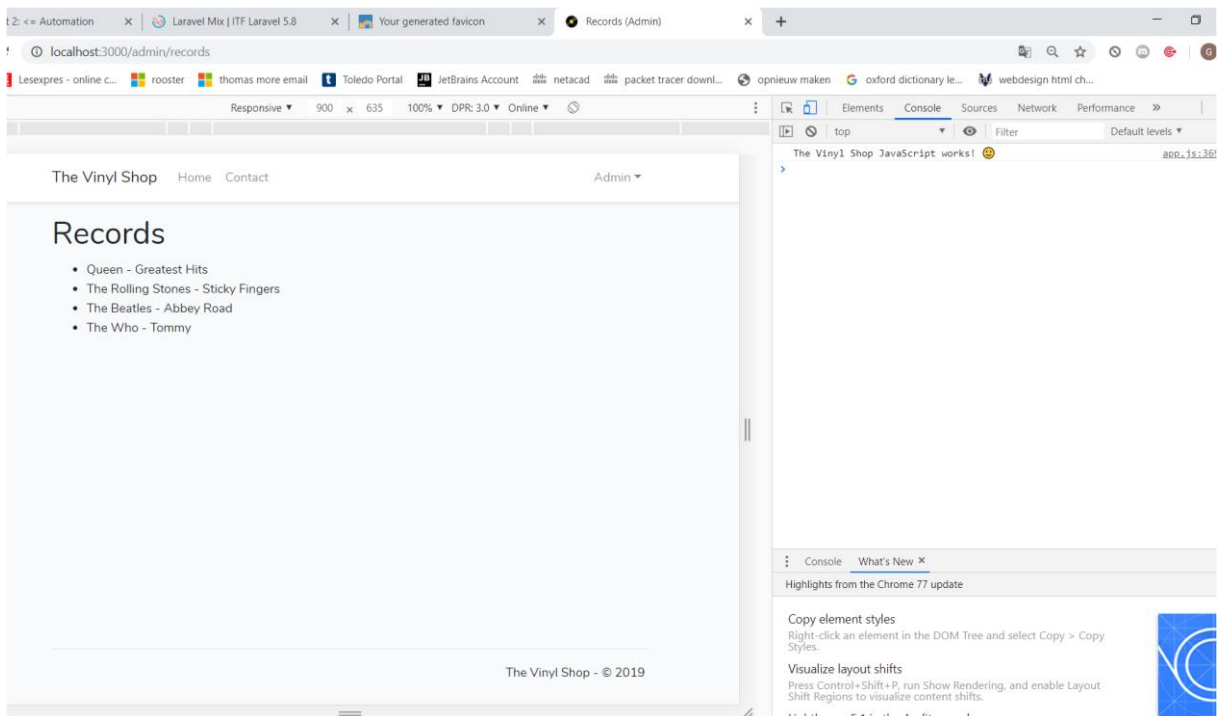 t 2: <= Automation
Laravel Mix | ITF Laravel 5.8
Your generated favicon
Records (Admin)
localhost:3000/admin/records
Lesexpres - online c...
rooster
thomas more email
Toledo Portal
JetBrains Account
netacad
packet tracer downl...
opnieuw maken
oxford dictionary le...
webdesign html ch...
Responsive ▼ 900 x 635 100% ▼ DPR: 3.0 ▼ Online ▼
The Vinyl Shop Home Contact Admin
Records
• Queen - Greatest Hits
• The Rolling Stones - Sticky Fingers
• The Beatles - Abbey Road
• The Who - Tommy
The Vinyl Shop - © 2019
Elements Console Sources Network Performance »
top Filter Default levels ▼
The Vinyl Shop JavaScript works! 🙂 app.js:369
Console What's New ×
Highlights from the Chrome 77 update
Copy element styles
Right-click an element in the DOM Tree and select Copy > Copy
Styles.
Visualize layout shifts
Press Control+Shift+P, run Show Rendering, and enable Layout
Shift Regions to visualize content shifts.